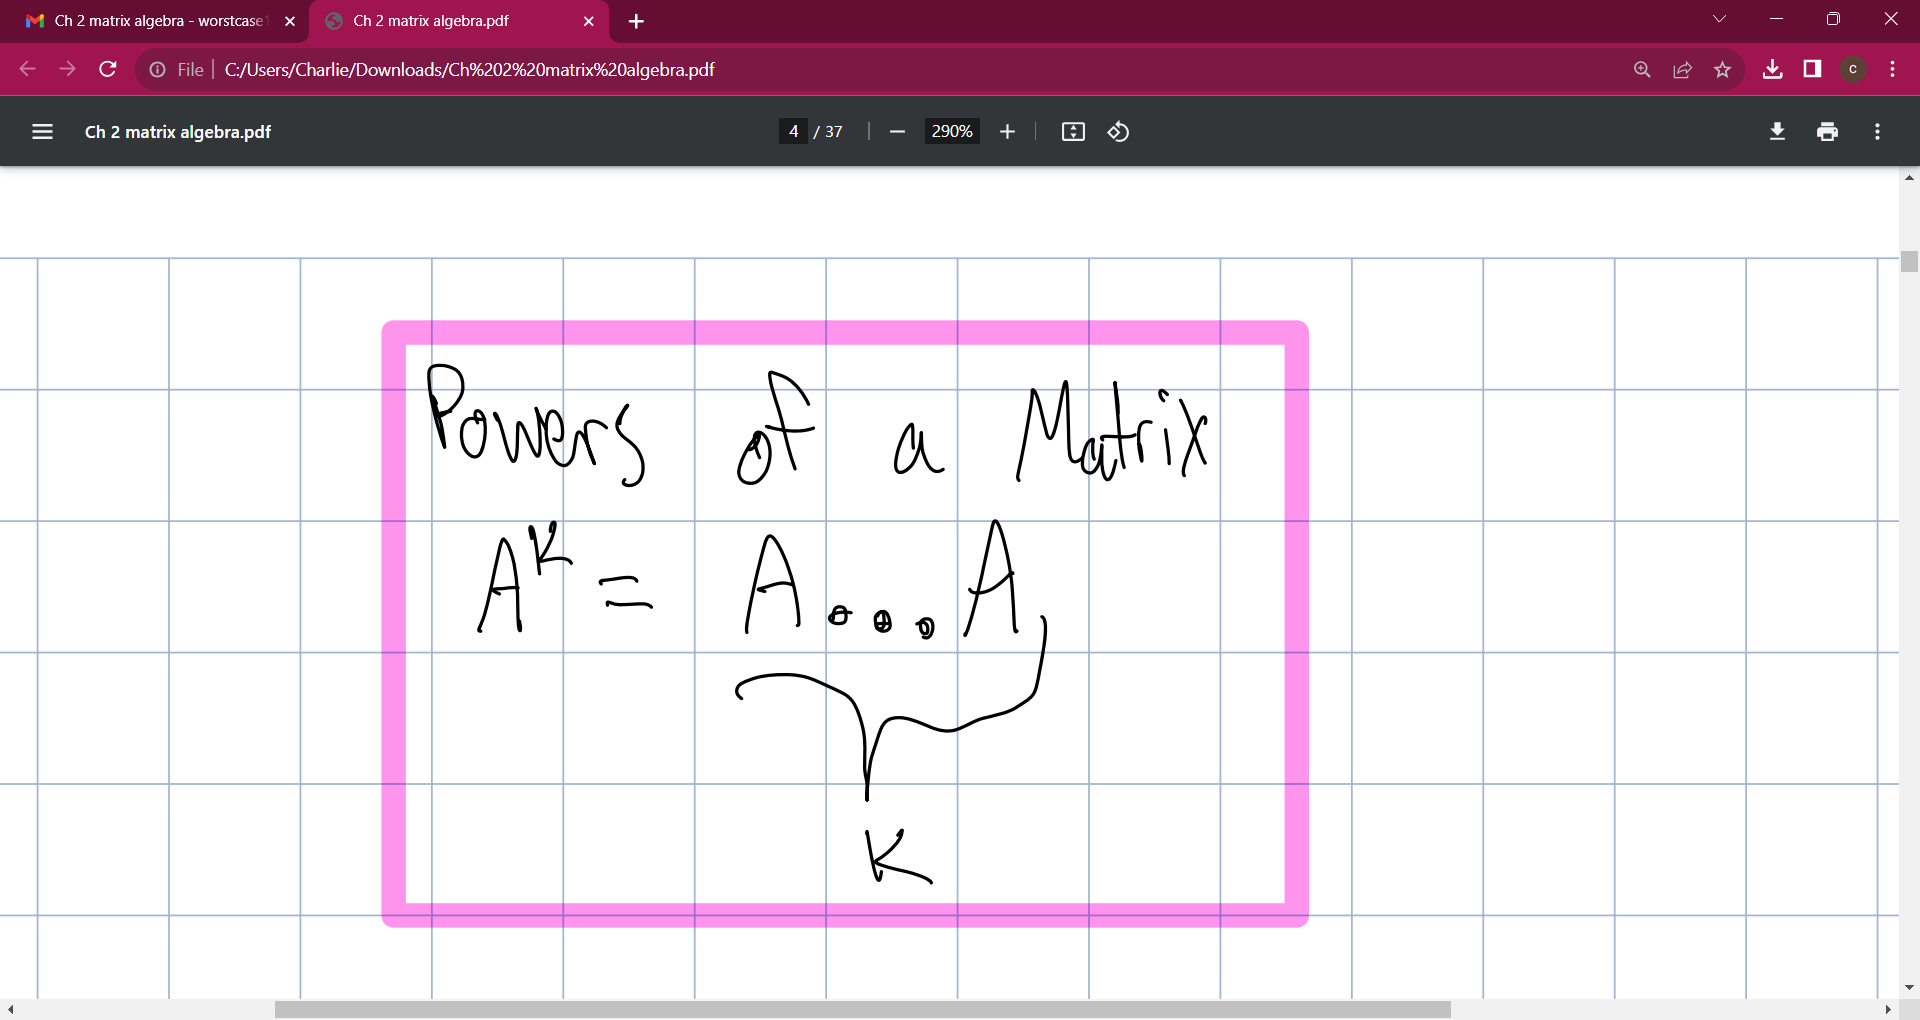 Ch 2 matrix algebra - worstcase
Ch 2 matrix algebra.pdf
File
C:/Users/Charlie/Downloads/Ch%202%20matrix%20algebra.pdf
C
Ch 2 matrix algebra.pdf
4 / 37
290%
Powers of a Matrix
A^K = A...A
K